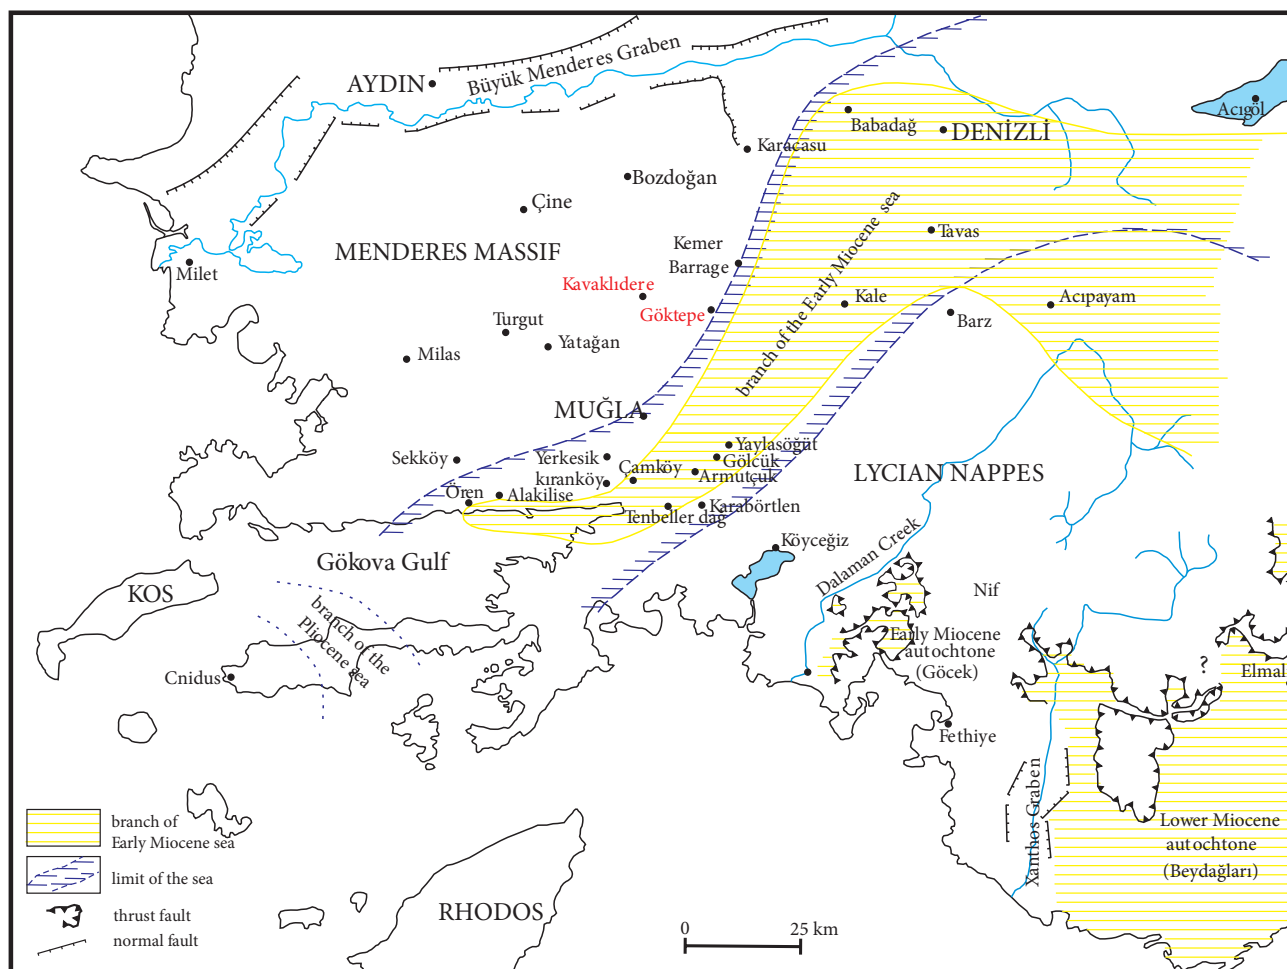 Büyük Menderes Graben
AYDIN
Acıgöl
Babadağ
DENİZLİ
Karacasu
Bozdoğan
Çine
branch of the Early Miocene sea
Tavas
MENDERES MASSIF
Kemer
Barrage
Milet
Kavaklıdere
Göktepe
Kale
Acıpayam
Barz
Turgut
Yatağan
Milas
MUĞLA
Yaylasöğüt
Sekköy
Yerkesik
Gölcük
LYCIAN NAPPES
Çamköy
Armutçuk
kıranköy
Ören
Alakilise
Karabörtlen
Tenbeller dag
Köyceğiz
Dalaman Creek
Gökova Gulf
KOS
Nif
branch of the
Pliocene sea
Early Miocene
autochtone
(Göcek)
?
Elmal
Cnidus
Fethiye
Xanthos Graben
Lower Miocene
autochtone
(Beydağları)
RHODOS
branch of
Early Miocene sea
limit of the sea
thrust fault
normal fault
0 25 km